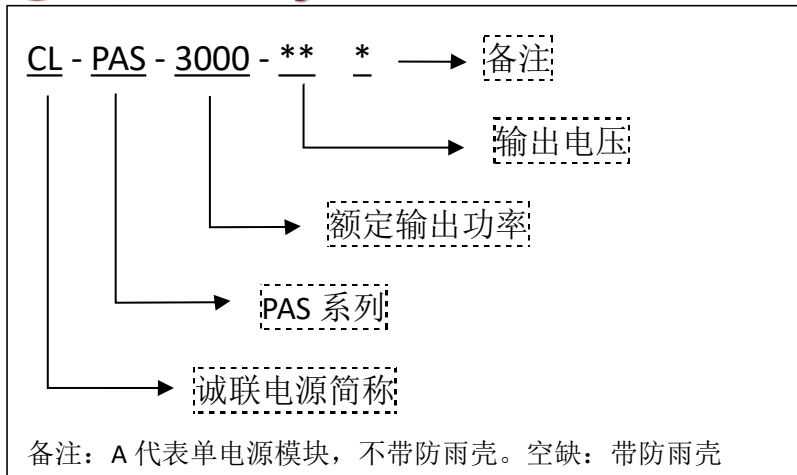 CL - PAS - 3000 - ** * 备注
输出电压
额定输出功率
PAS 系列
诚联电源简称
备注：A 代表单电源模块，不带防雨壳。空缺：带防雨壳